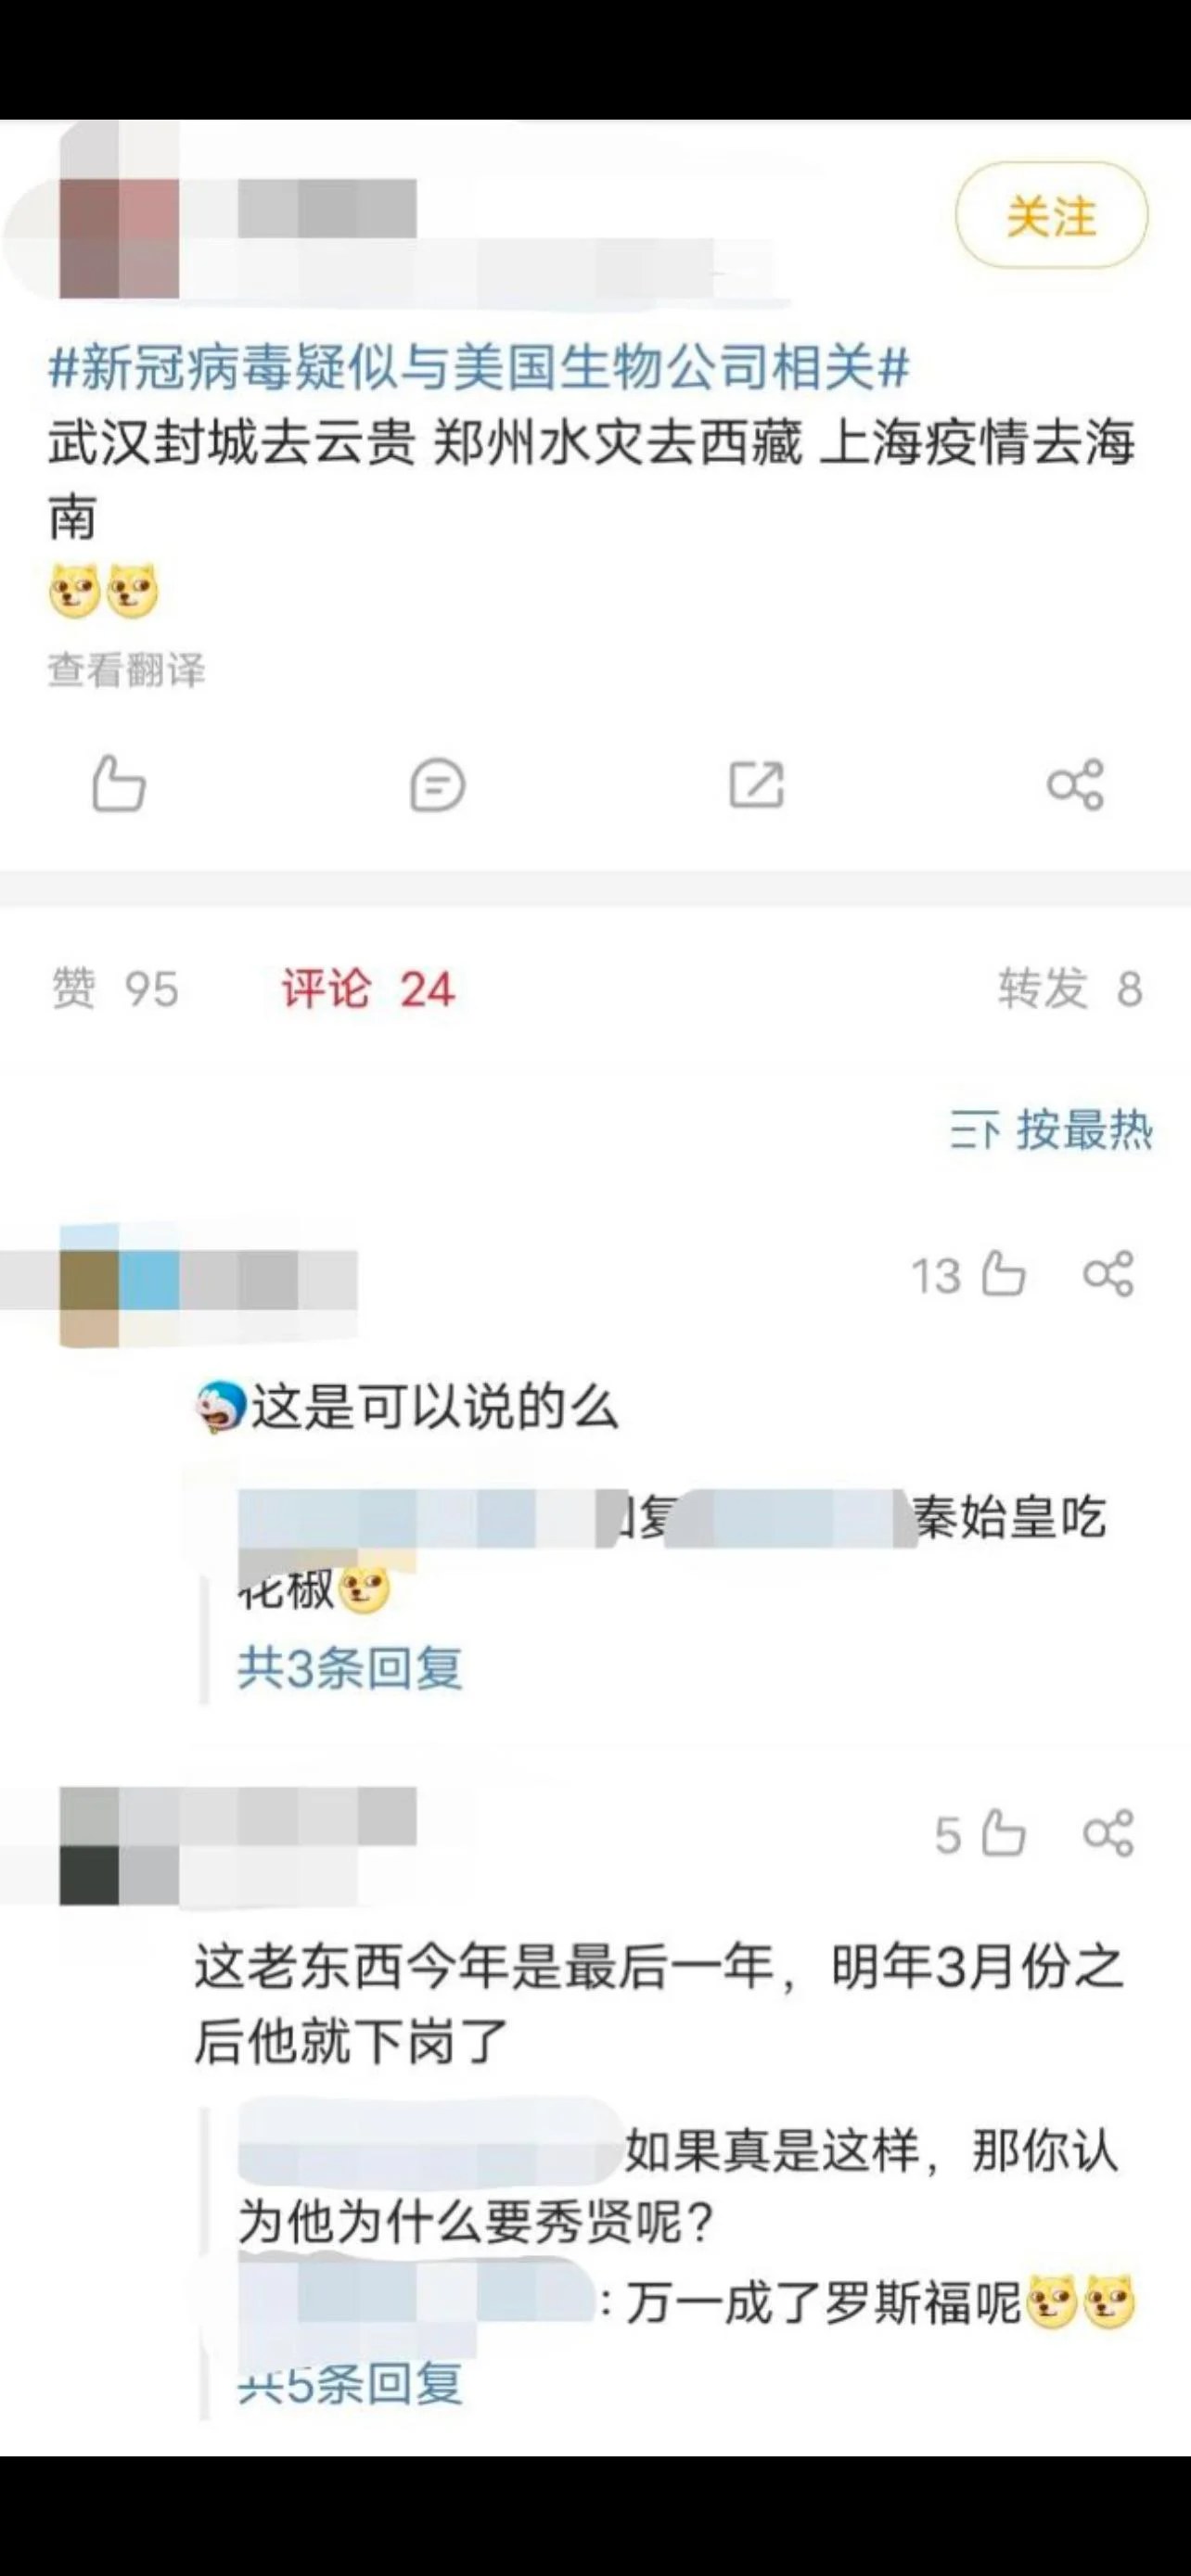 关注
#新冠病毒疑似与美国生物公司相关#
武汉封城去云贵 郑州水灾去西藏 上海疫情去海
南
查看翻译
赞 95 评论 24 转发 8
按最热
13
这是可以说的么
回复 秦始皇吃
花椒
共3条回复
5
这老东西今年是最后一年，明年3月份之
后他就下岗了
如果真是这样，那你认
为他为什么要秀贤呢？
：万一成了罗斯福呢
共5条回复